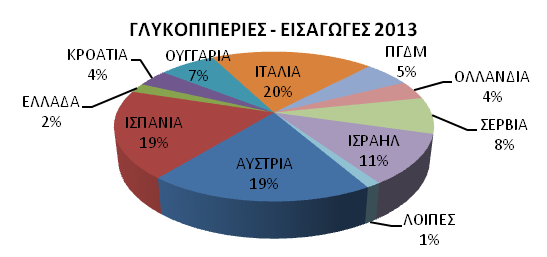 ΓΛΥΚΟΠΙΠΕΡΙΕΣ - ΕΙΣΑΓΩΓΕΣ 2013
ΙΤΑΛΙΑ
20%
ΠΓΔΜ
5%
ΟΛΛΑΝΔΙΑ
4%
ΣΕΡΒΙΑ
8%
ΙΣΡΑΗΛ
11%
ΛΟΙΠΕΣ
1%
ΑΥΣΤΡΙΑ
19%
ΙΣΠΑΝΙΑ
19%
ΕΛΛΑΔΑ
2%
ΚΡΟΑΤΙΑ
4%
ΟΥΓΓΑΡΙΑ
7%